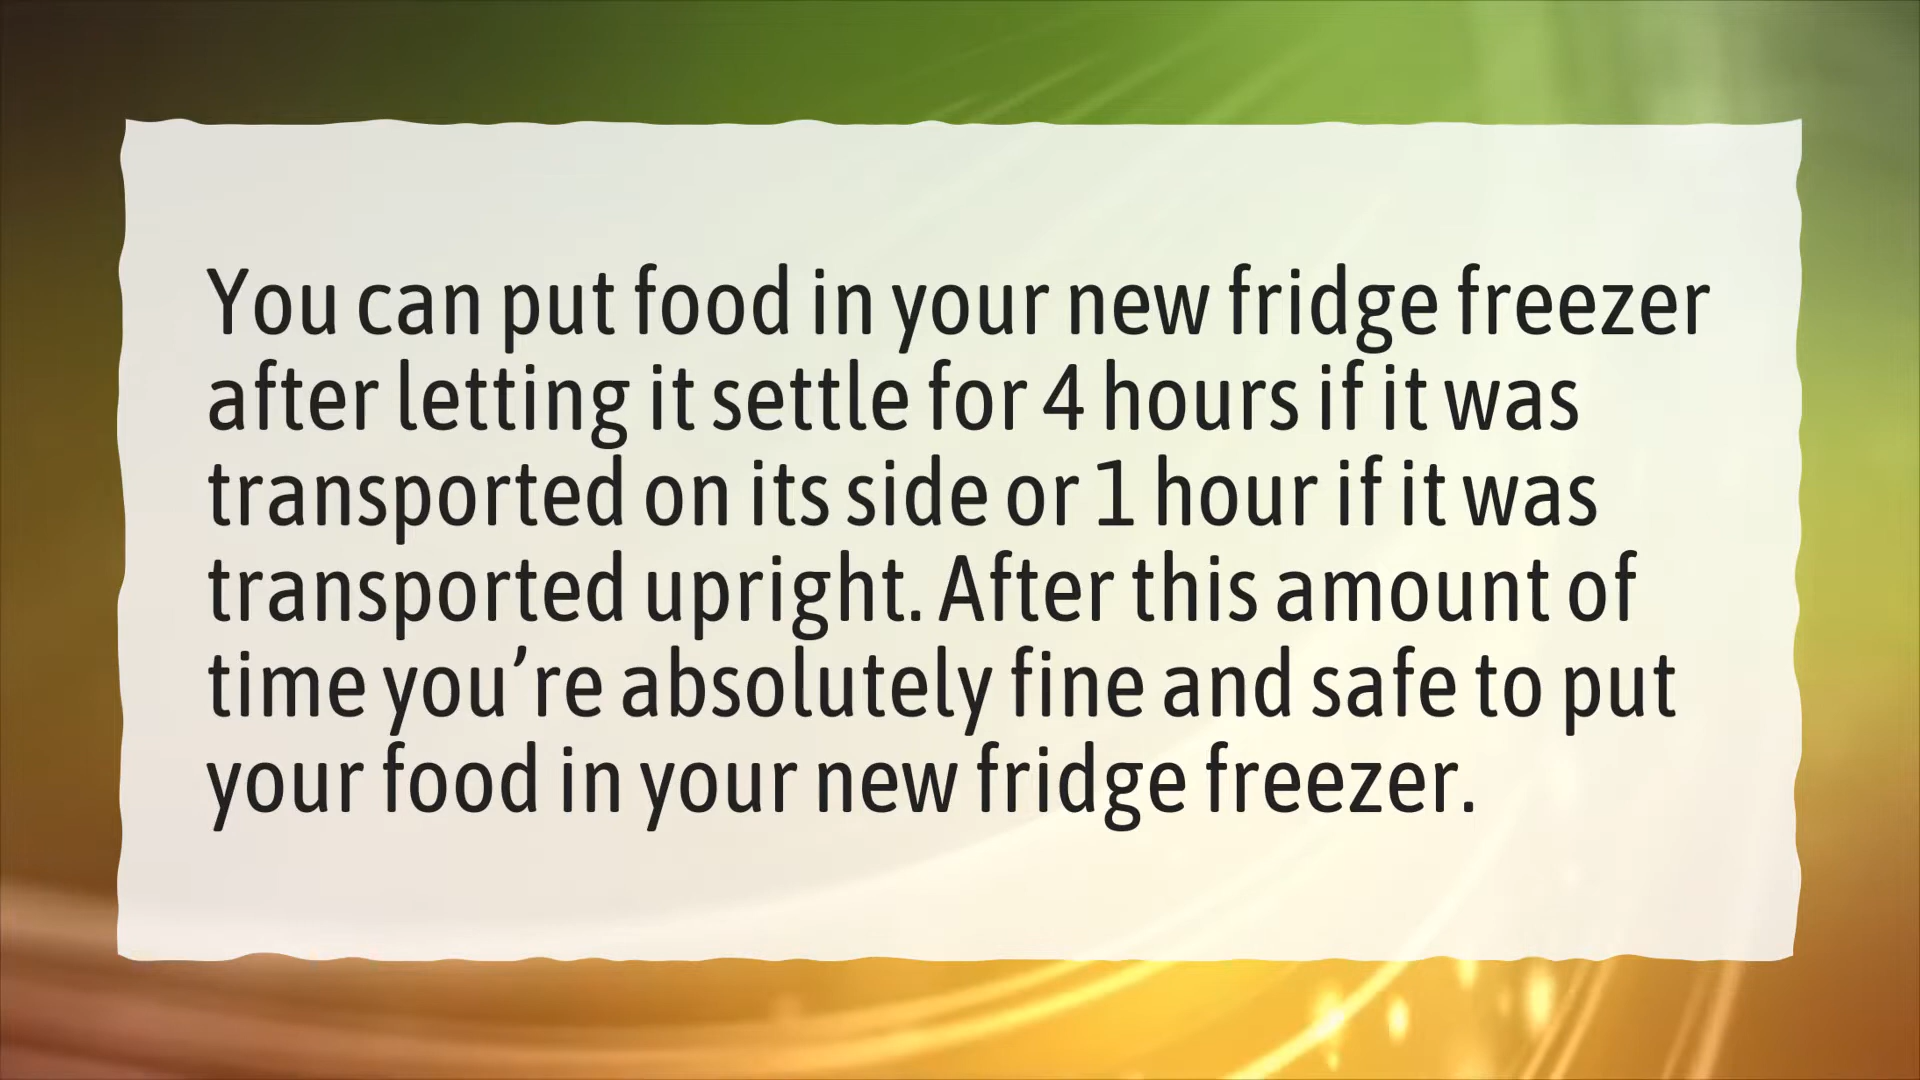 You can put food in your new fridge freezer
after letting it settle for 4 hours if it was
transported on its side or 1 hour if it was
transported upright. After this amount of
time you’re absolutely fine and safe to put
your food in your new fridge freezer.